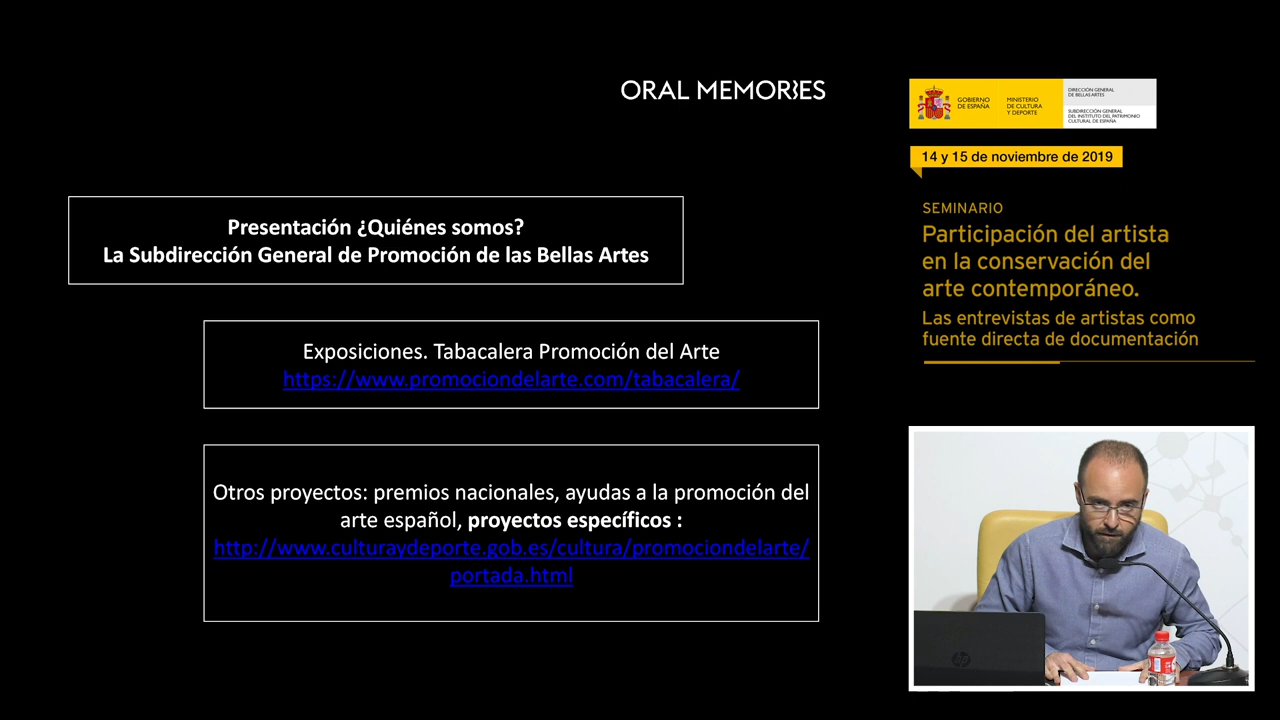 ORAL MEMORIES
Presentación ¿Quiénes somos?
La Subdirección General de Promoción de las Bellas Artes
Exposiciones. Tabacalera Promoción del Arte
https://www.promociondelarte.com/tabacalera/
Otros proyectos: premios nacionales, ayudas a la promoción del
arte español, proyectos específicos :
http://www.culturaydeporte.gob.es/cultura/promociondelarte/
portada.html
GOBIERNO
DE ESPAÑA
MINISTERIO
DE CULTURA
Y DEPORTE
DIRECCIÓN GENERAL
DE BELLAS ARTES
SUBDIRECCIÓN GENERAL
DEL INSTITUTO DEL PATRIMONIO
CULTURAL DE ESPAÑA
14 y 15 de noviembre de 2019
SEMINARIO
Participación del artista
en la conservación del
arte contemporáneo.
Las entrevistas de artistas como
fuente directa de documentación
hp